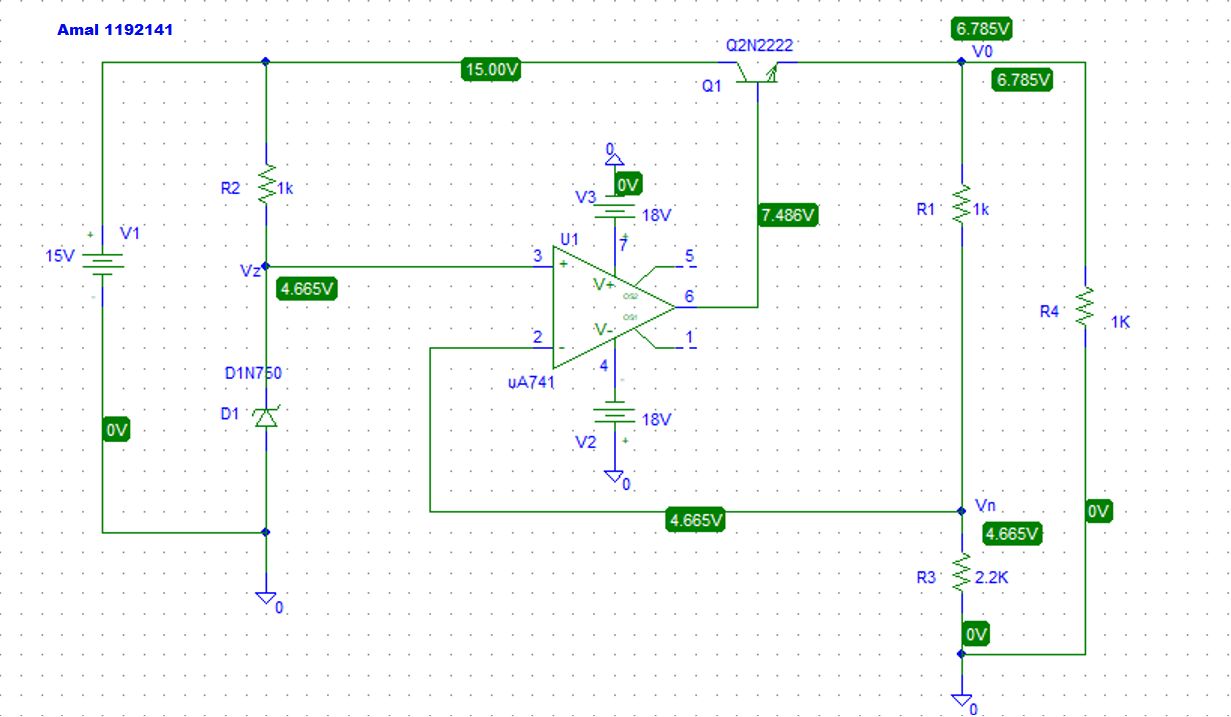 Amal 1192141
6.785V
V0
6.785V
Q2N2222
15.00V
Q1
0
0V
V3
18V
R2
1k
R1
1k
7.486V
+
V1
15V
-
U1
+
7
5
Vz
3
+
V+
4.665V
OS2
6
OS1
R4
1K
2
-
V-
1
4
-
uA741
D1N750
D1
18V
V2
+
0V
0
4.665V
Vn
0V
4.665V
R3
2.2K
0
0V
0